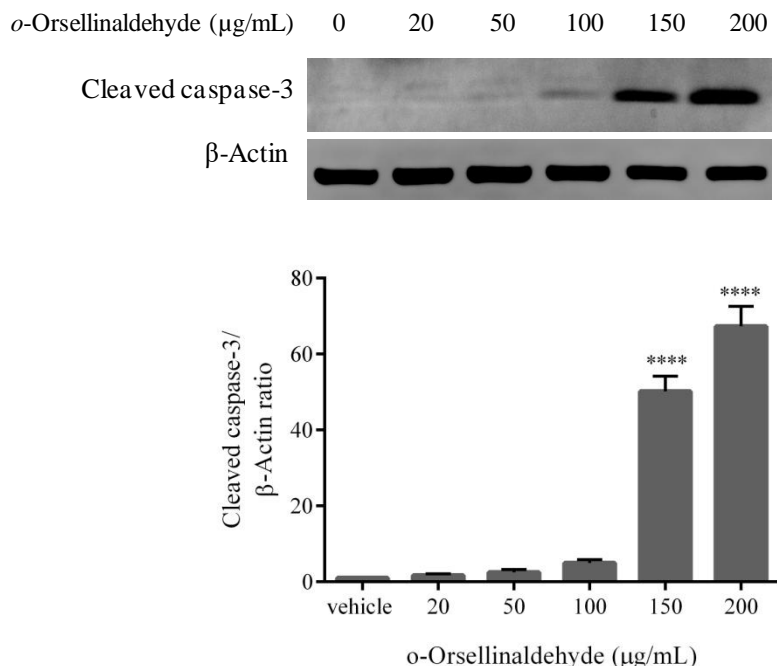 o-Orsellinaldehyde (µg/mL) 0 20 50 100 150 200
Cleaved caspase-3
β-Actin
80
60
40
20
0
Cleaved caspase-3/
β-Actin ratio
****
****
vehicle 20 50 100 150 200
o-Orsellinaldehyde (µg/mL)